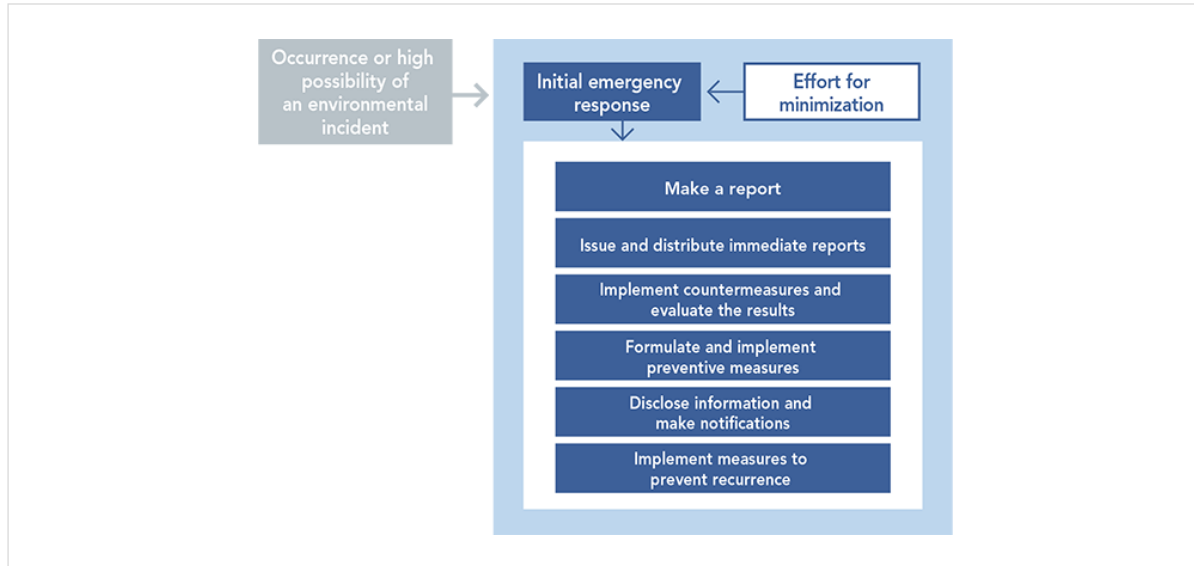 Occurrence or high
possibility of
an environmental
incident
Initial emergency
response
Effort for
minimization
Make a report
Issue and distribute immediate reports
Implement countermeasures and
evaluate the results
Formulate and implement
preventive measures
Disclose information and
make notifications
Implement measures to
prevent recurrence